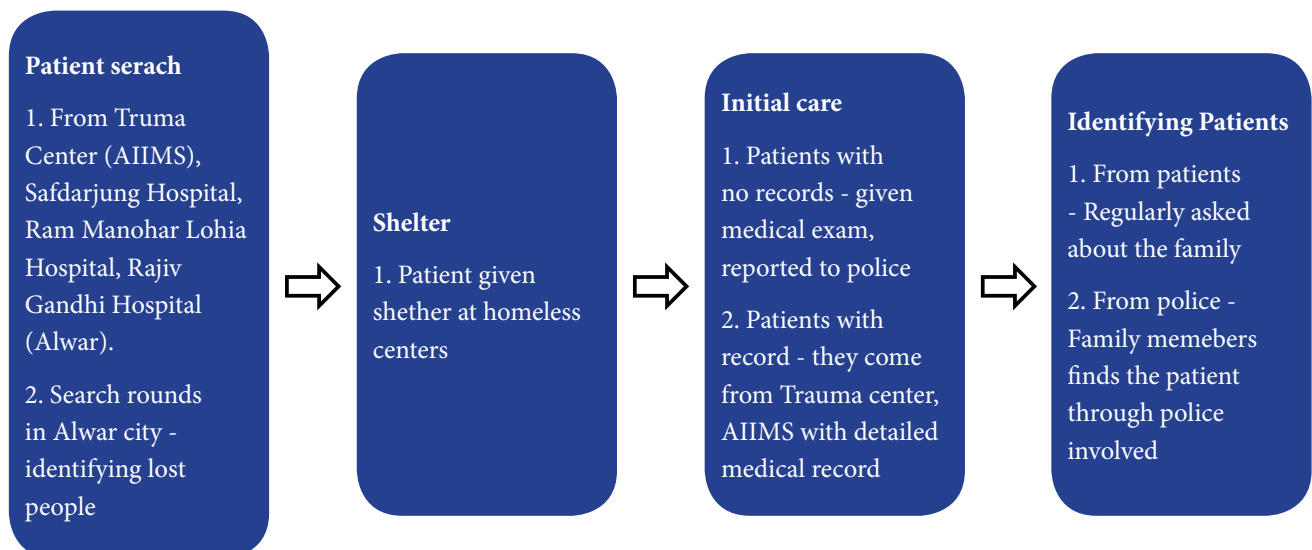 Patient serach
1. From Truma
Center (AIIMS),
Safdarjung Hospital,
Ram Manohar Lohia
Hospital, Rajiv
Gandhi Hospital
(Alwar).
2. Search rounds
in Alwar city -
identifying lost
people
Shelter
1. Patient given
shether at homeless
centers
Initial care
1. Patients with
no records - given
medical exam,
reported to police
2. Patients with
record - they come
from Trauma center,
AIIMS with detailed
medical record
Identifying Patients
1. From patients
- Regularly asked
about the family
2. From police -
Family memebers
finds the patient
through police
involved